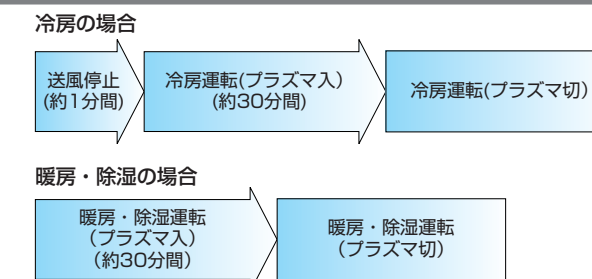 冷房の場合
送風停止
(約1分間)
冷房運転(プラズマ入)
(約30分間)
冷房運転(プラズマ切)
暖房・除湿の場合
暖房・除湿運転
(プラズマ入)
(約30分間)
暖房・除湿運転
(プラズマ切)